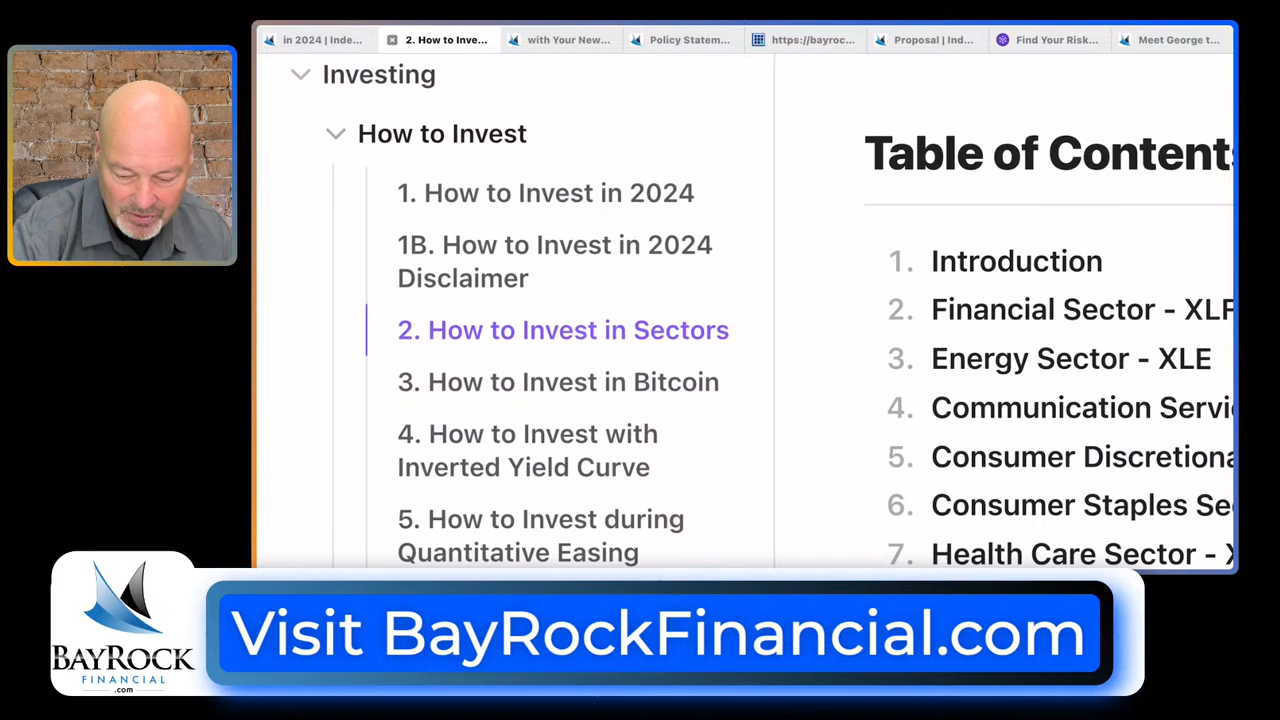 in 2024 | Inde...
2. How to Inve...
with Your New...
Policy Statem...
https://bayroc...
Proposal | Ind...
Find Your Risk...
Meet George t...
Investing
How to Invest
1. How to Invest in 2024
1B. How to Invest in 2024
Disclaimer
2. How to Invest in Sectors
3. How to Invest in Bitcoin
4. How to Invest with
Inverted Yield Curve
5. How to Invest during
Quantitative Easing
Table of Contents
1. Introduction
2. Financial Sector - XLF
3. Energy Sector - XLE
4. Communication Servi
5. Consumer Discretiona
6. Consumer Staples Se
7. Health Care Sector - X
BAYROCK
FINANCIAL
.com
Visit BayRockFinancial.com